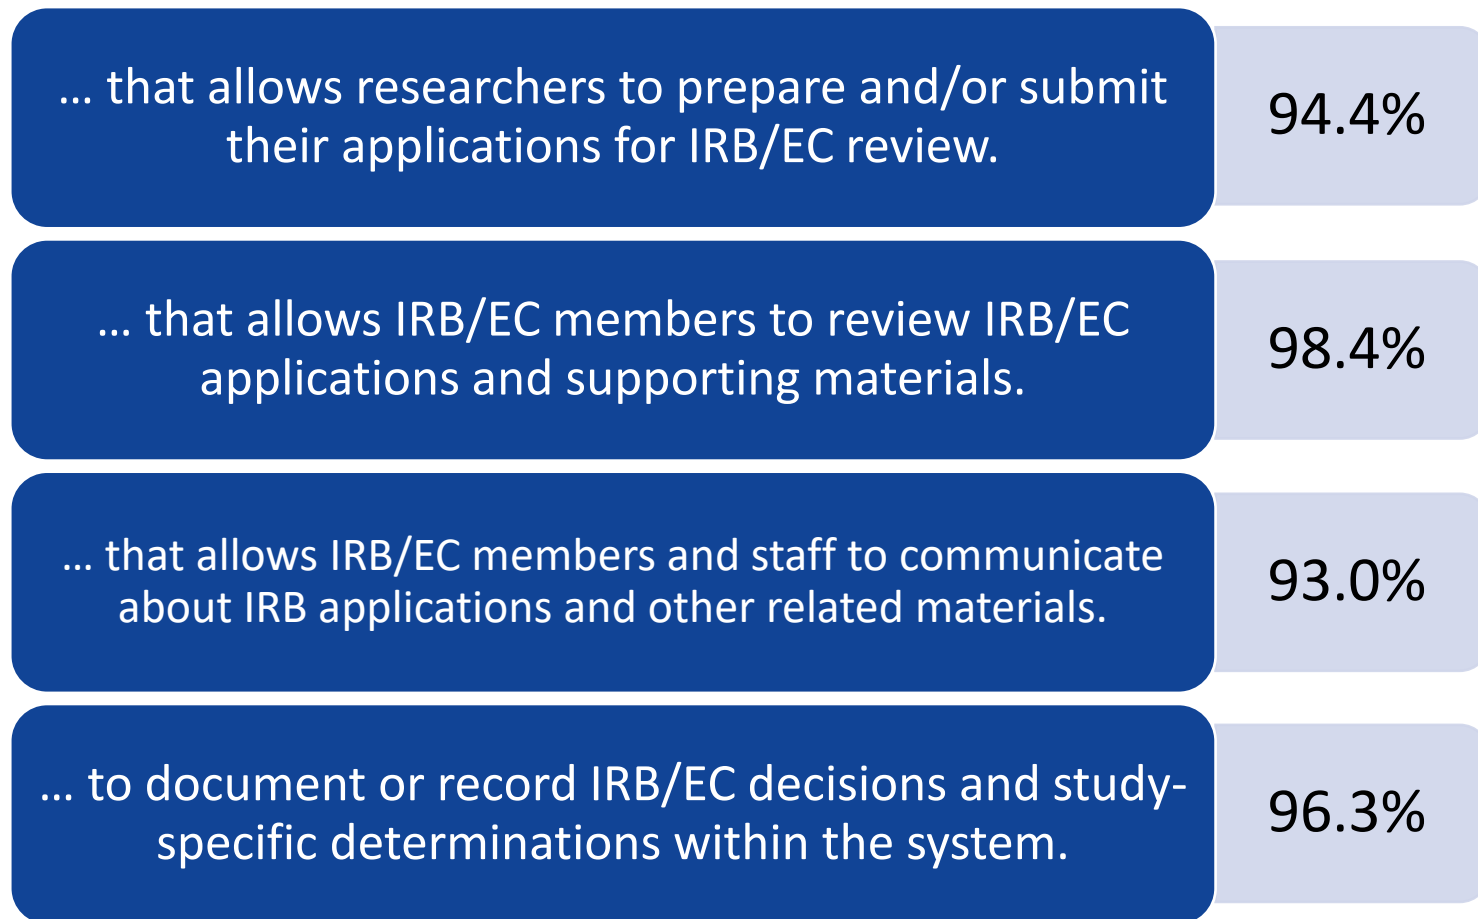 ... that allows researchers to prepare and/or submit
their applications for IRB/EC review.
94.4%
... that allows IRB/EC members to review IRB/EC
applications and supporting materials.
98.4%
... that allows IRB/EC members and staff to communicate
about IRB applications and other related materials.
93.0%
... to document or record IRB/EC decisions and study-
specific determinations within the system.
96.3%